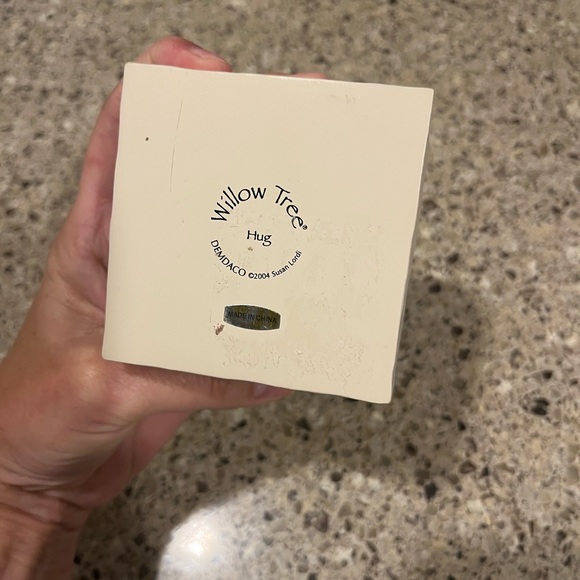 Willow Tree®
Hug
DEMDACO ©2004 Susan Lordi
MADE IN CHINA